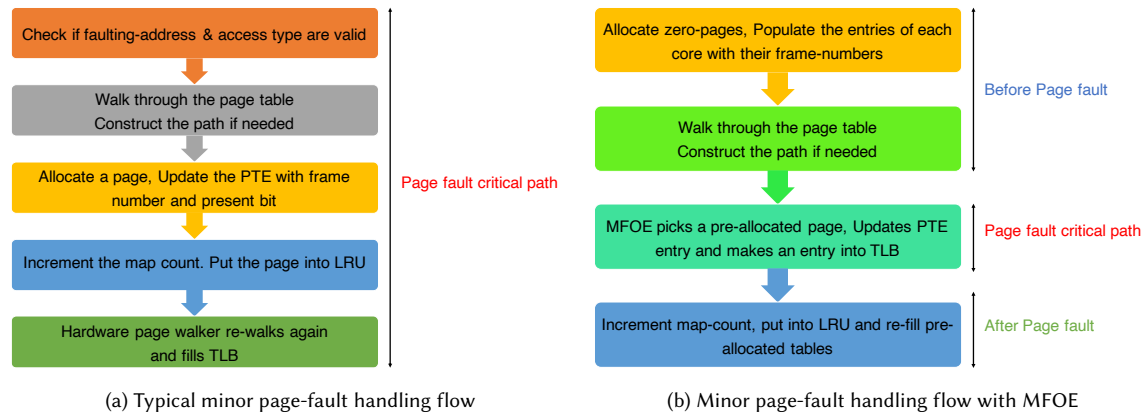 Check if faulting-address & access type are valid
Walk through the page table
Construct the path if needed
Allocate a page, Update the PTE with frame
number and present bit
Increment the map count. Put the page into LRU
Hardware page walker re-walks again
and fills TLB
Page fault critical path
(a) Typical minor page-fault handling flow
Allocate zero-pages, Populate the entries of each
core with their frame-numbers
Walk through the page table
Construct the path if needed
MFOE picks a pre-allocated page, Updates PTE
entry and makes an entry into TLB
Increment map-count, put into LRU and re-fill pre-
allocated tables
Before Page fault
Page fault critical path
After Page fault
(b) Minor page-fault handling flow with MFOE